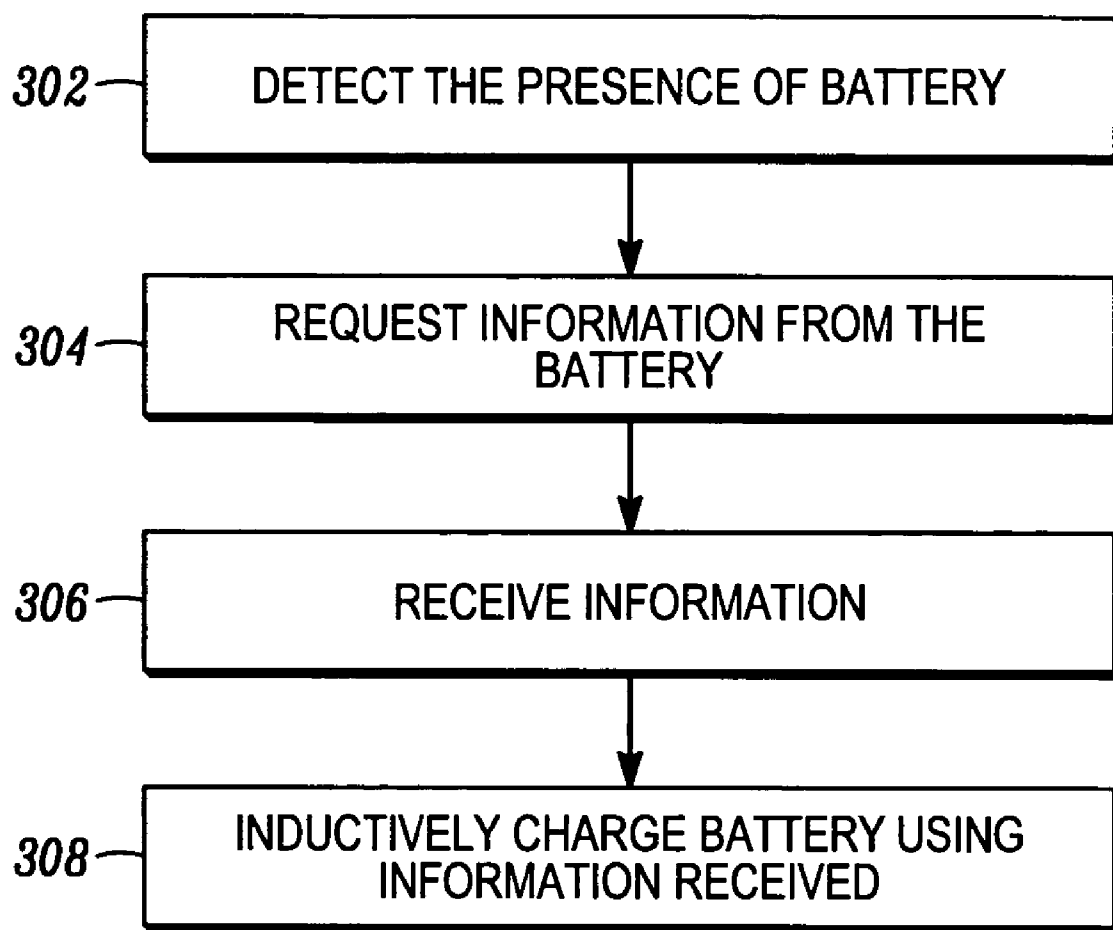 302
DETECT THE PRESENCE OF BATTERY
304
REQUEST INFORMATION FROM THE
BATTERY
306
RECEIVE INFORMATION
308
INDUCTIVELY CHARGE BATTERY USING
INFORMATION RECEIVED